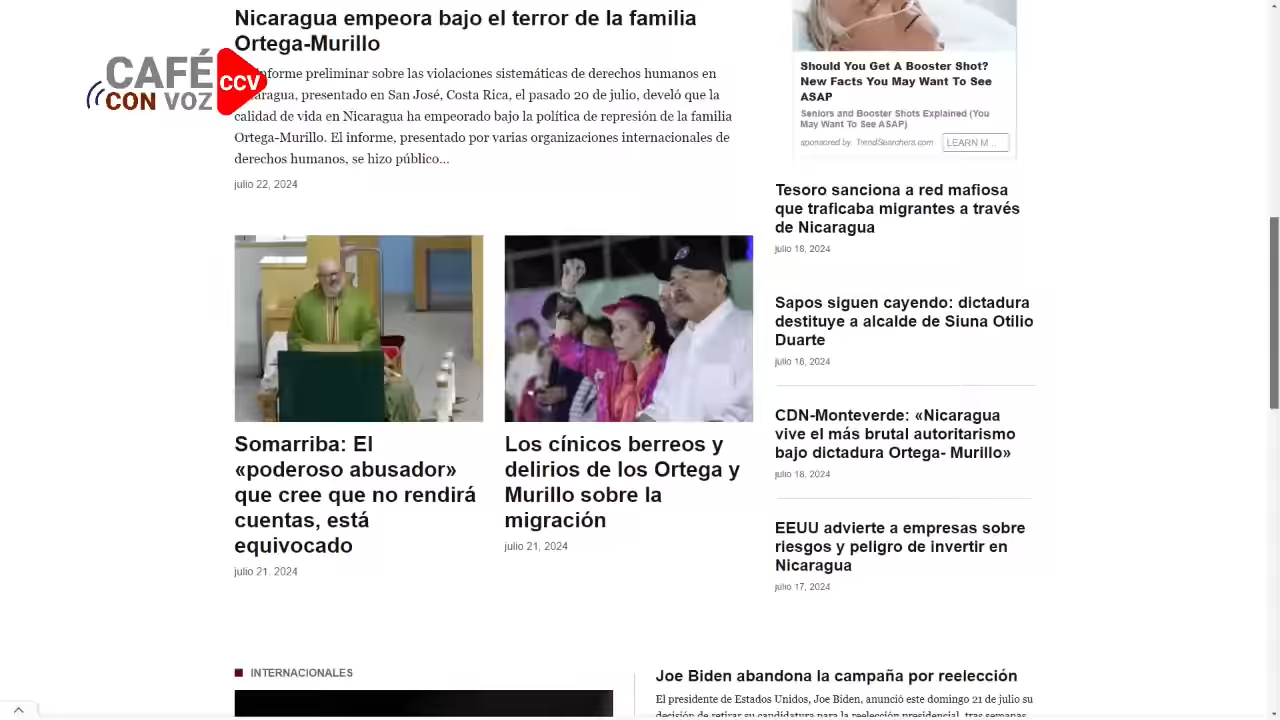 Nicaragua empeora bajo el terror de la familia
Ortega-Murillo
CAFÉ
CON VOZ
CCV
informe preliminar sobre las violaciones sistemáticas de derechos humanos en
presentado en San José, Costa Rica, el pasado 20 de julio, develó que la
calidad de vida en Nicaragua ha empeorado bajo la política de represión de la familia
Ortega-Murillo. El informe, presentado por varias organizaciones internacionales de
derechos humanos, se hizo público...
julio 22, 2024
Somarriba: El
«poderoso abusador»
que cree que no rendirá
cuentas, está
equivocado
julio 21, 2024
Los cínicos berreos y
delirios de los Ortega y
Murillo sobre la
migración
julio 21, 2024
Should You Get A Booster Shot?
New Facts You May Want To See
ASAP
Seniors and Booster Shots Explained (You
May Want To See ASAP)
sponsored by: TrendSearchers.com
LEARN M...
Tesoro sanciona a red mafiosa
que traficaba migrantes a través
de Nicaragua
julio 18, 2024
Sapos siguen cayendo: dictadura
destituye a alcalde de Siuna Otilio
Duarte
julio 18, 2024
CDN-Monteverde: «Nicaragua
vive el más brutal autoritarismo
bajo dictadura Ortega- Murillo»
julio 18, 2024
EEUU advierte a empresas sobre
riesgos y peligro de invertir en
Nicaragua
julio 17, 2024
INTERNACIONALES
Joe Biden abandona la campaña por reelección
El presidente de Estados Unidos, Joe Biden, anunció este domingo 21 de julio su
decisión de retirar su candidatura para la reelección presidencial, tras semanas